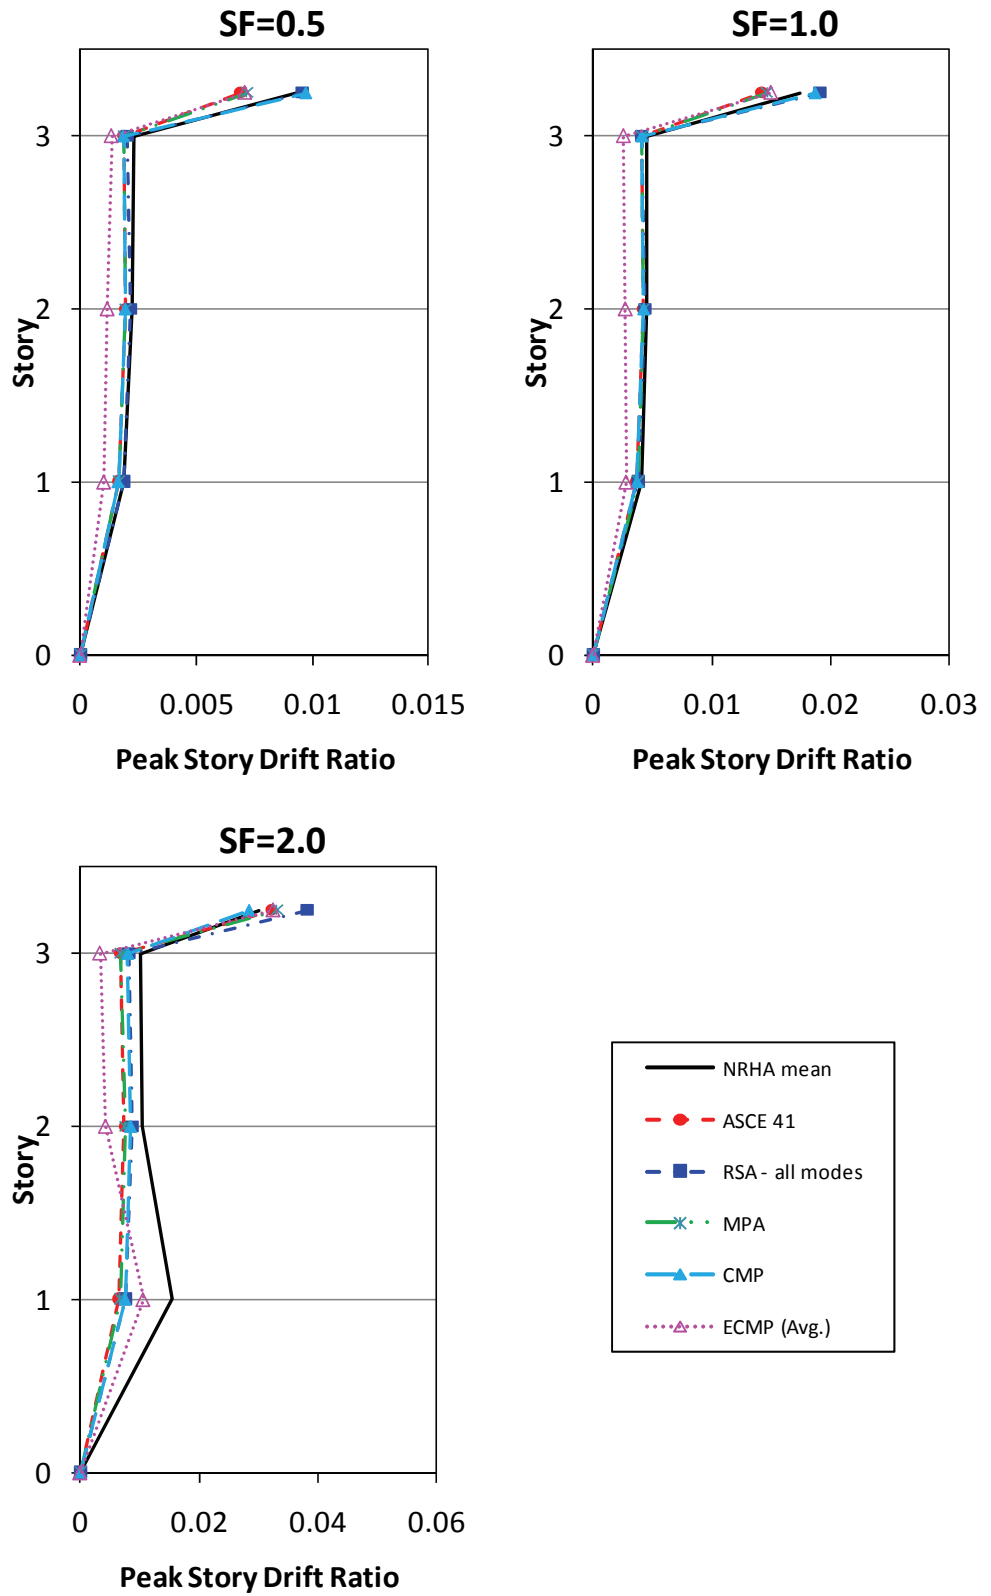 SF=0.5
3
2
1
0
Story
0 0.005 0.01 0.015
Peak Story Drift Ratio
SF=1.0
3
2
1
0
Story
0 0.01 0.02 0.03
Peak Story Drift Ratio
SF=2.0
3
2
1
0
Story
0 0.02 0.04 0.06
Peak Story Drift Ratio
NRHA mean
ASCE 41
RSA - all modes
MPA
CMP
ECMP (Avg.)